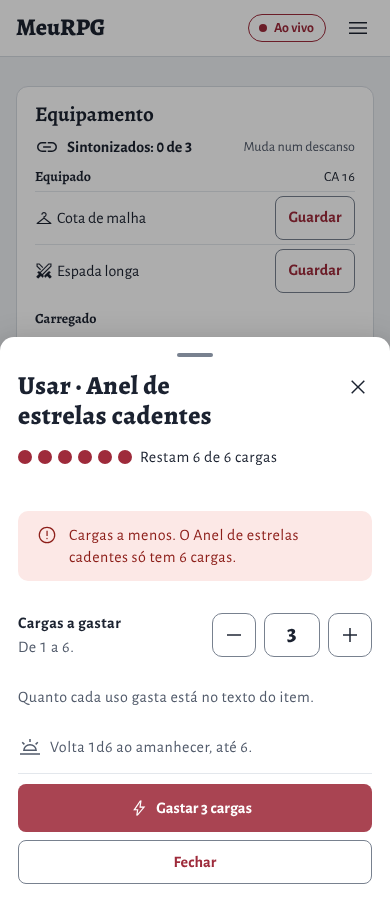 MeuRPG
Ao vivo
Equipamento
Sintonizados: 0 de 3
Muda num descanso
Equipado
CA 16
Cota de malha
Guardar
Espada longa
Guardar
Carregado
Usar · Anel de
estrelas cadentes
Restam 6 de 6 cargas
Cargas a menos. O Anel de estrelas
cadentes só tem 6 cargas.
Cargas a gastar
De 1 a 6.
3
Quanto cada uso gasta está no texto do item.
Volta 1d6 ao amanhecer, até 6.
Gastar 3 cargas
Fechar